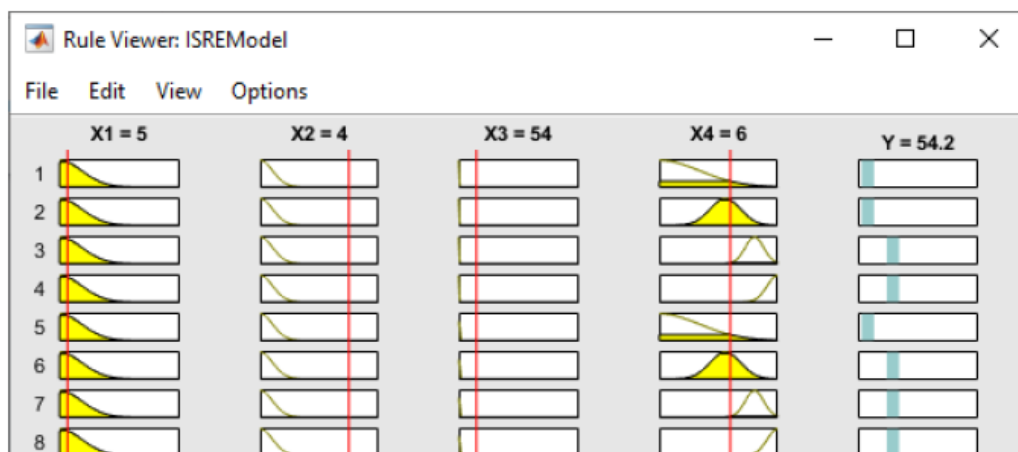 Rule Viewer: ISREModel
File Edit View Options
X1 = 5 X2 = 4 X3 = 54 X4 = 6 Y = 54.2
1
2
3
4
5
6
7
8